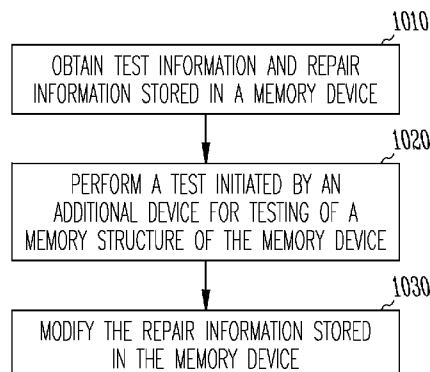 1010
OBTAIN TEST INFORMATION AND REPAIR
INFORMATION STORED IN A MEMORY DEVICE
1020
PERFORM A TEST INITIATED BY AN
ADDITIONAL DEVICE FOR TESTING OF A
MEMORY STRUCTURE OF THE MEMORY DEVICE
1030
MODIFY THE REPAIR INFORMATION STORED
IN THE MEMORY DEVICE